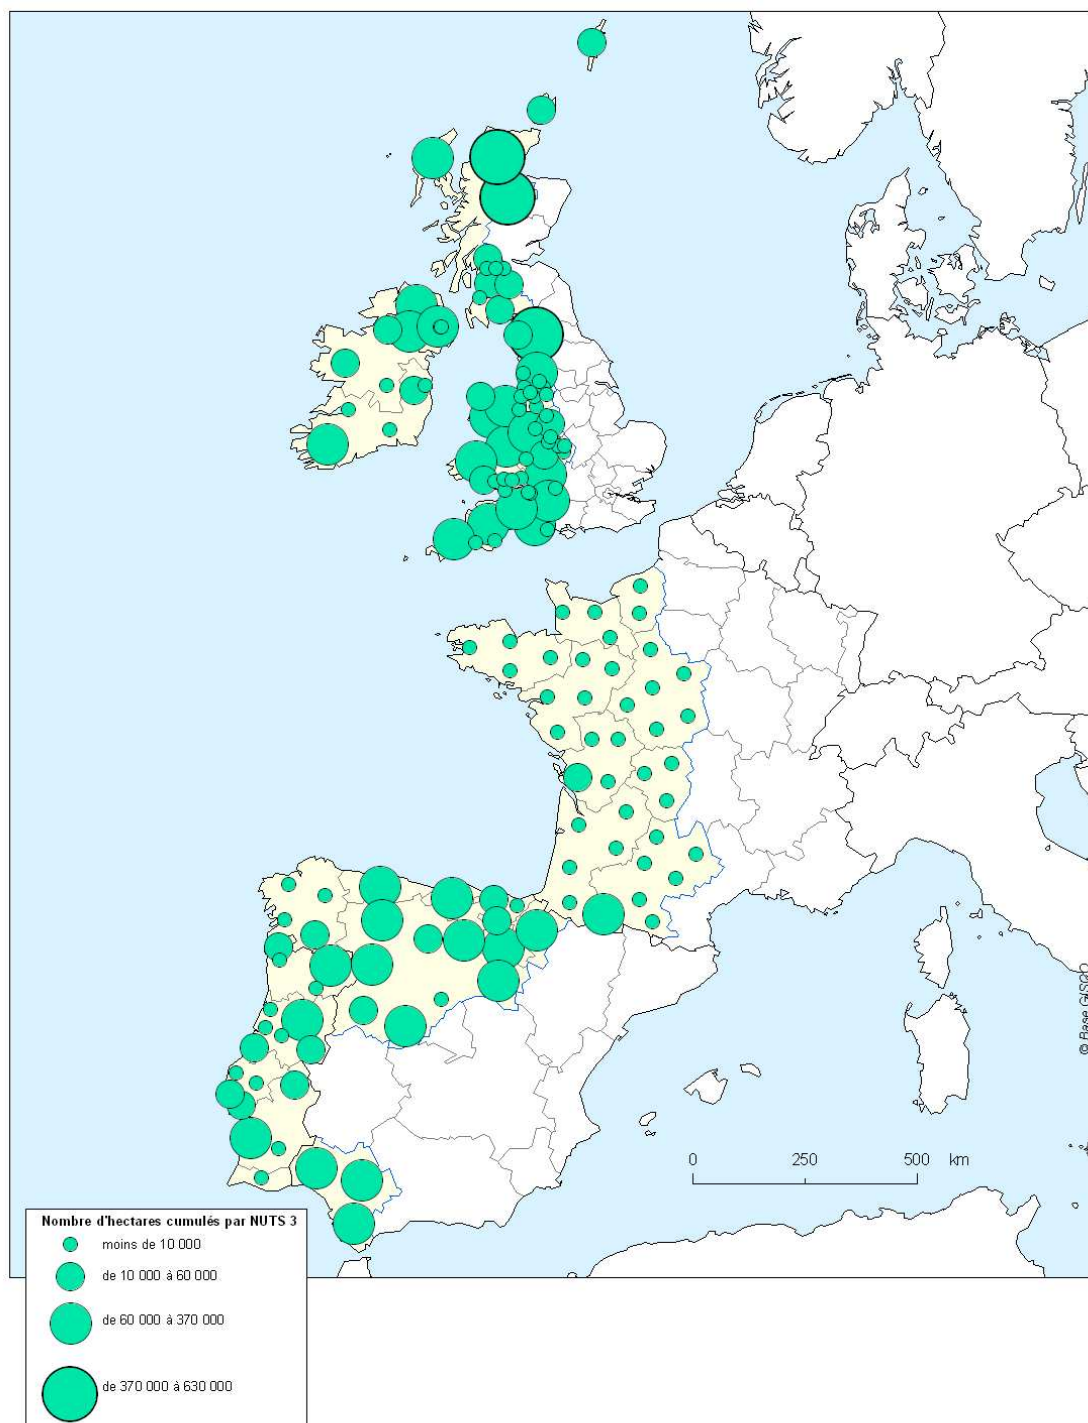 © Base GISCO
0 250 500 km
Nombre d'hectares cumulés par NUTS 3
moins de 10 000
de 10 000 à 60 000
de 60 000 à 370 000
de 370 000 à 630 000